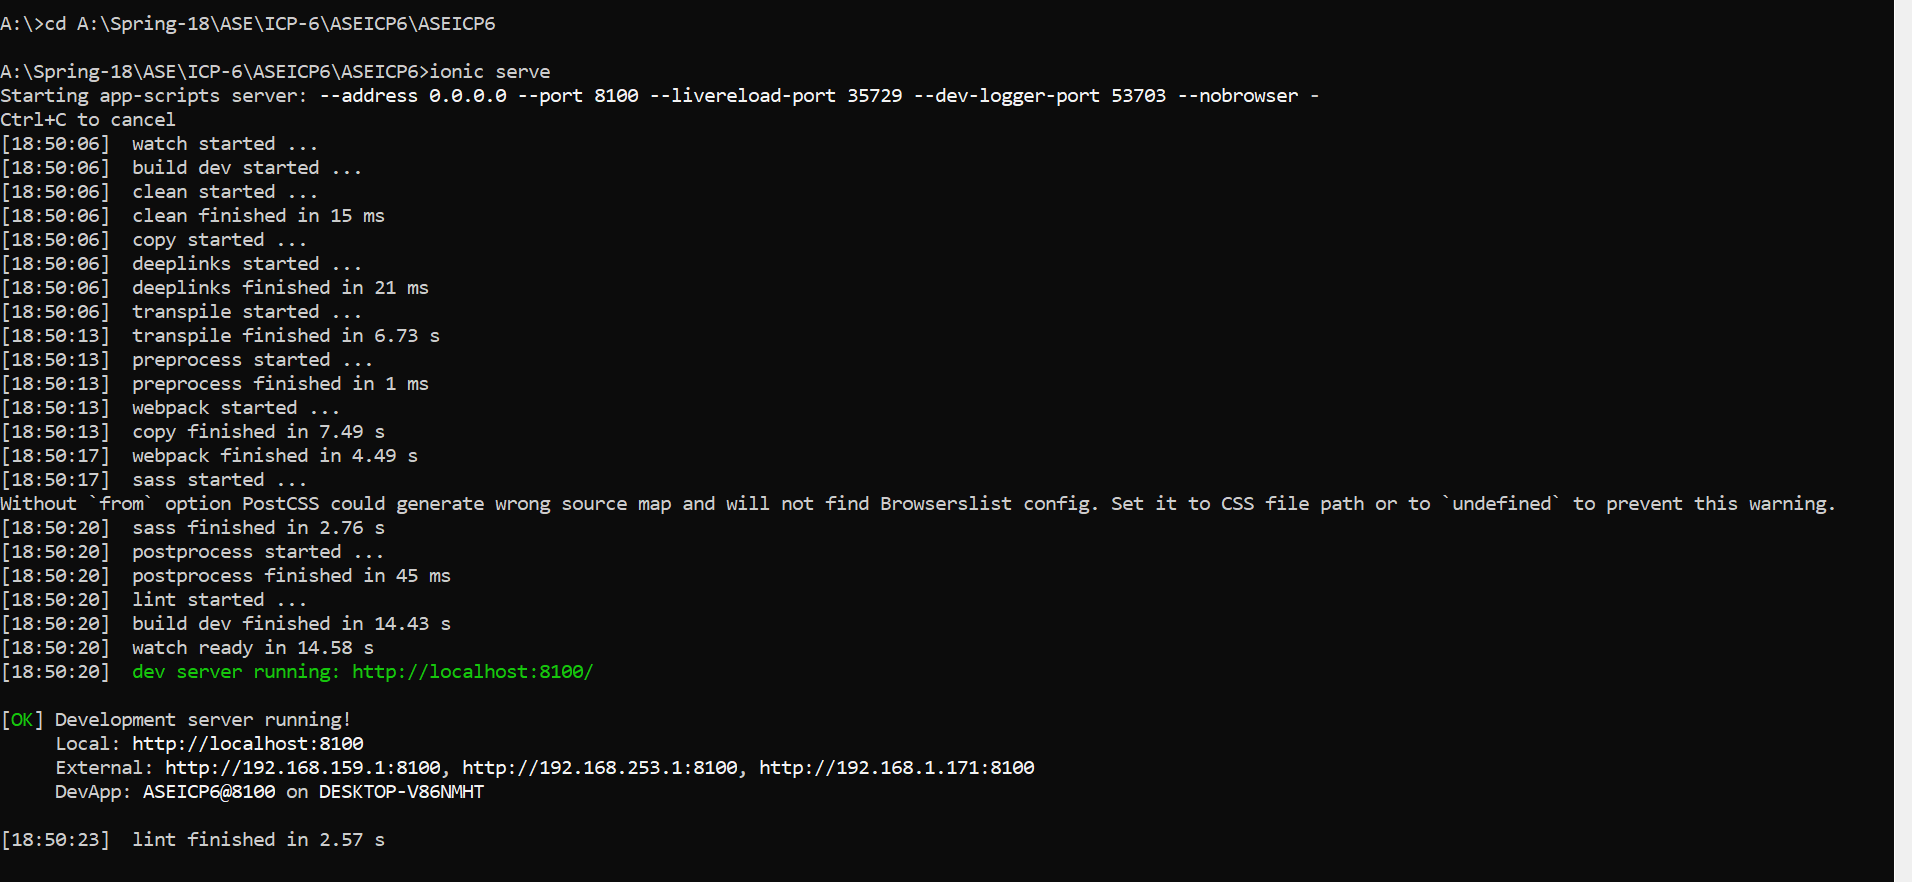 A:\>cd A:\Spring-18\ASE\ICP-6\ASEICP6\ASEICP6
A:\Spring-18\ASE\ICP-6\ASEICP6\ASEICP6>ionic serve
Starting app-scripts server: --address 0.0.0.0 --port 8100 --livereload-port 35729 --dev-logger-port 53703 --nobrowser -
Ctrl+C to cancel
[18:50:06]  watch started ...
[18:50:06]  build dev started ...
[18:50:06]  clean started ...
[18:50:06]  clean finished in 15 ms
[18:50:06]  copy started ...
[18:50:06]  deeplinks started ...
[18:50:06]  deeplinks finished in 21 ms
[18:50:06]  transpile started ...
[18:50:13]  transpile finished in 6.73 s
[18:50:13]  preprocess started ...
[18:50:13]  preprocess finished in 1 ms
[18:50:13]  webpack started ...
[18:50:13]  copy finished in 7.49 s
[18:50:17]  webpack finished in 4.49 s
[18:50:17]  sass started ...
Without `from` option PostCSS could generate wrong source map and will not find Browserslist config. Set it to CSS file path or to `undefined` to prevent this warning.
[18:50:20]  sass finished in 2.76 s
[18:50:20]  postprocess started ...
[18:50:20]  postprocess finished in 45 ms
[18:50:20]  lint started ...
[18:50:20]  build dev finished in 14.43 s
[18:50:20]  watch ready in 14.58 s
[18:50:20]  dev server running: http://localhost:8100/
[OK] Development server running!
     Local: http://localhost:8100
     External: http://192.168.159.1:8100, http://192.168.253.1:8100, http://192.168.1.171:8100
     DevApp: ASEICP6@8100 on DESKTOP-V86NMHT
[18:50:23]  lint finished in 2.57 s